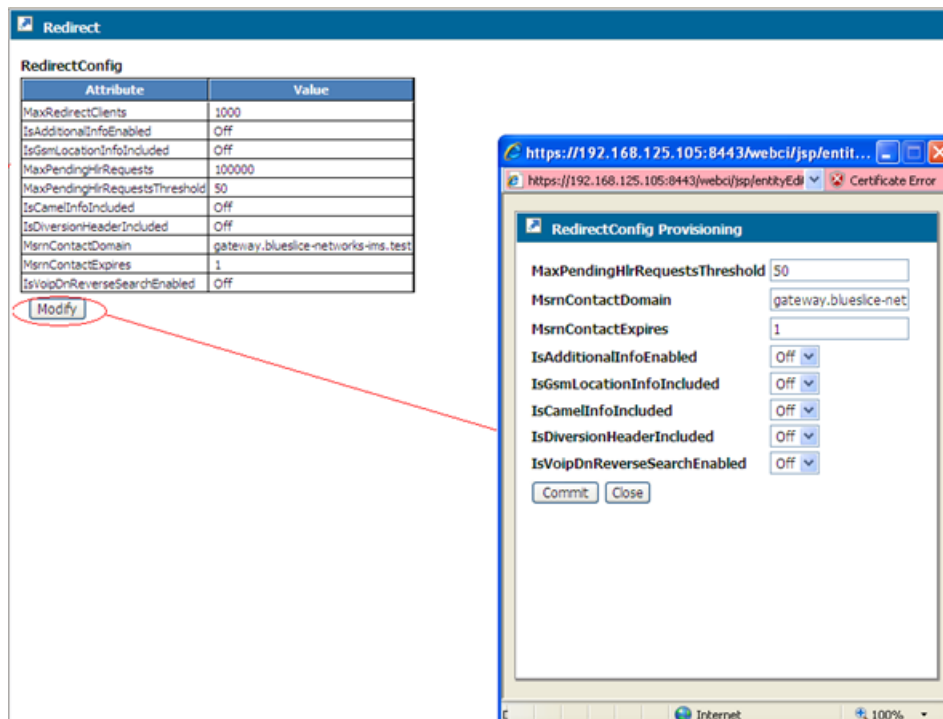 Redirect
RedirectConfig
Attribute Value
MaxRedirectClients 1000
IsAdditionalInfoEnabled Off
IsGsmLocationInfoIncluded Off
MaxPendingHlrRequests 100000
MaxPendingHlrRequestsThreshold 50
IsCamelInfoIncluded Off
IsDiversionHeaderIncluded Off
MsrnContactDomain gateway.blueslice-networks-ims.test
MsrnContactExpires 1
IsVoipDnReverseSearchEnabled Off
Modify
https://192.168.125.105:8443/webci/jsp/entit...
https://192.168.125.105:8443/webci/jsp/entityEdi Certificate Error
RedirectConfig Provisioning
MaxPendingHlrRequestsThreshold 50
MsrnContactDomain gateway.blueslice-net
MsrnContactExpires 1
IsAdditionalInfoEnabled Off
IsGsmLocationInfoIncluded Off
IsCamelInfoIncluded Off
IsDiversionHeaderIncluded Off
IsVoipDnReverseSearchEnabled Off
Commit Close
Internet 100%